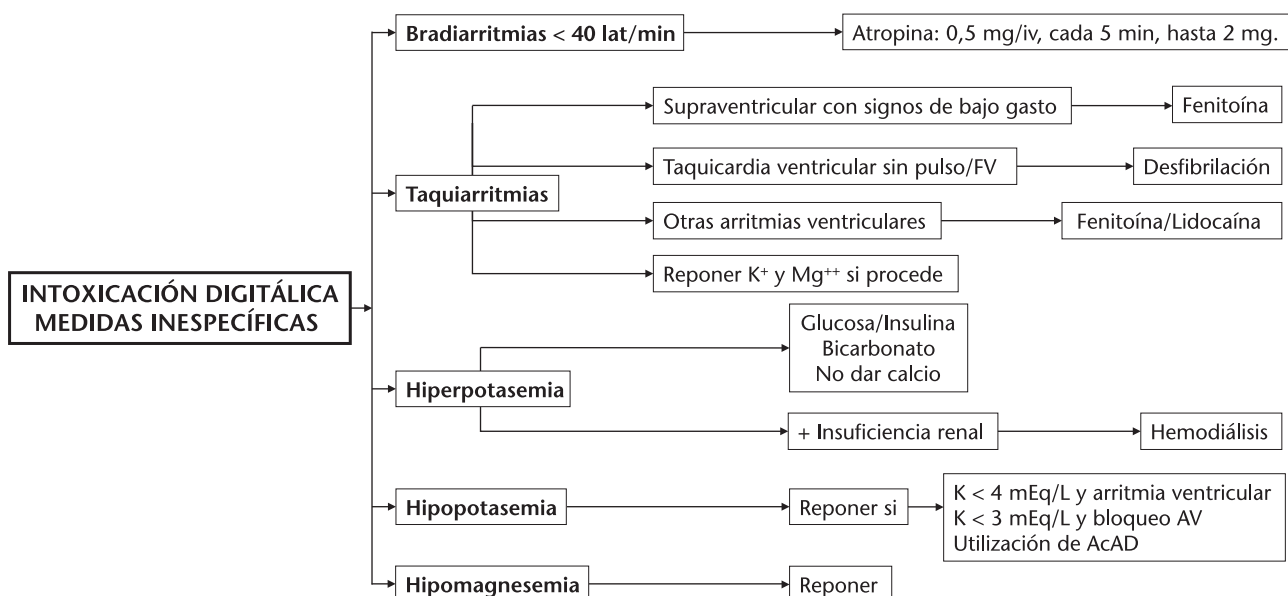 INTOXICACIÓN DIGITÁLICA
MEDIDAS INESPECÍFICAS
Bradiarritmias < 40 lat/min
Atropina: 0,5 mg/iv, cada 5 min, hasta 2 mg.
Taquiarritmias
Supraventricular con signos de bajo gasto
Fenitoína
Taquicardia ventricular sin pulso/FV
Desfibrilación
Otras arritmias ventriculares
Fenitoína/Lidocaína
Reponer K⁺ y Mg⁺⁺ si procede
Hiperpotasemia
Glucosa/Insulina
Bicarbonato
No dar calcio
+ Insuficiencia renal
Hemodiálisis
Hipopotasemia
Reponer si
K < 4 mEq/L y arritmia ventricular
K < 3 mEq/L y bloqueo AV
Utilización de AcAD
Hipomagnesemia
Reponer